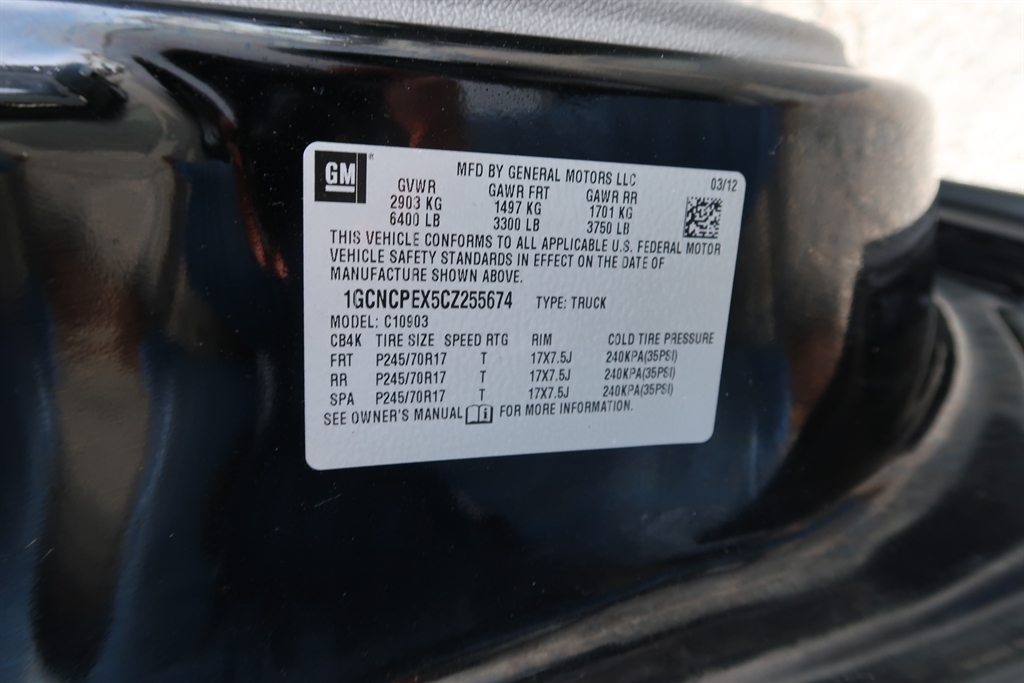 GM ® MFD BY GENERAL MOTORS LLC 03/12
GVWR GAWR FRT GAWR RR
2903 KG 1497 KG 1701 KG
6400 LB 3300 LB 3750 LB
THIS VEHICLE CONFORMS TO ALL APPLICABLE U.S. FEDERAL MOTOR
VEHICLE SAFETY STANDARDS IN EFFECT ON THE DATE OF
MANUFACTURE SHOWN ABOVE.
1GCNCPEX5CZ255674 TYPE: TRUCK
MODEL: C10903
CB4K TIRE SIZE SPEED RTG RIM COLD TIRE PRESSURE
FRT P245/70R17 T 17X7.5J 240KPA(35PSI)
RR P245/70R17 T 17X7.5J 240KPA(35PSI)
SPA P245/70R17 T 17X7.5J 240KPA(35PSI)
SEE OWNER'S MANUAL FOR MORE INFORMATION.